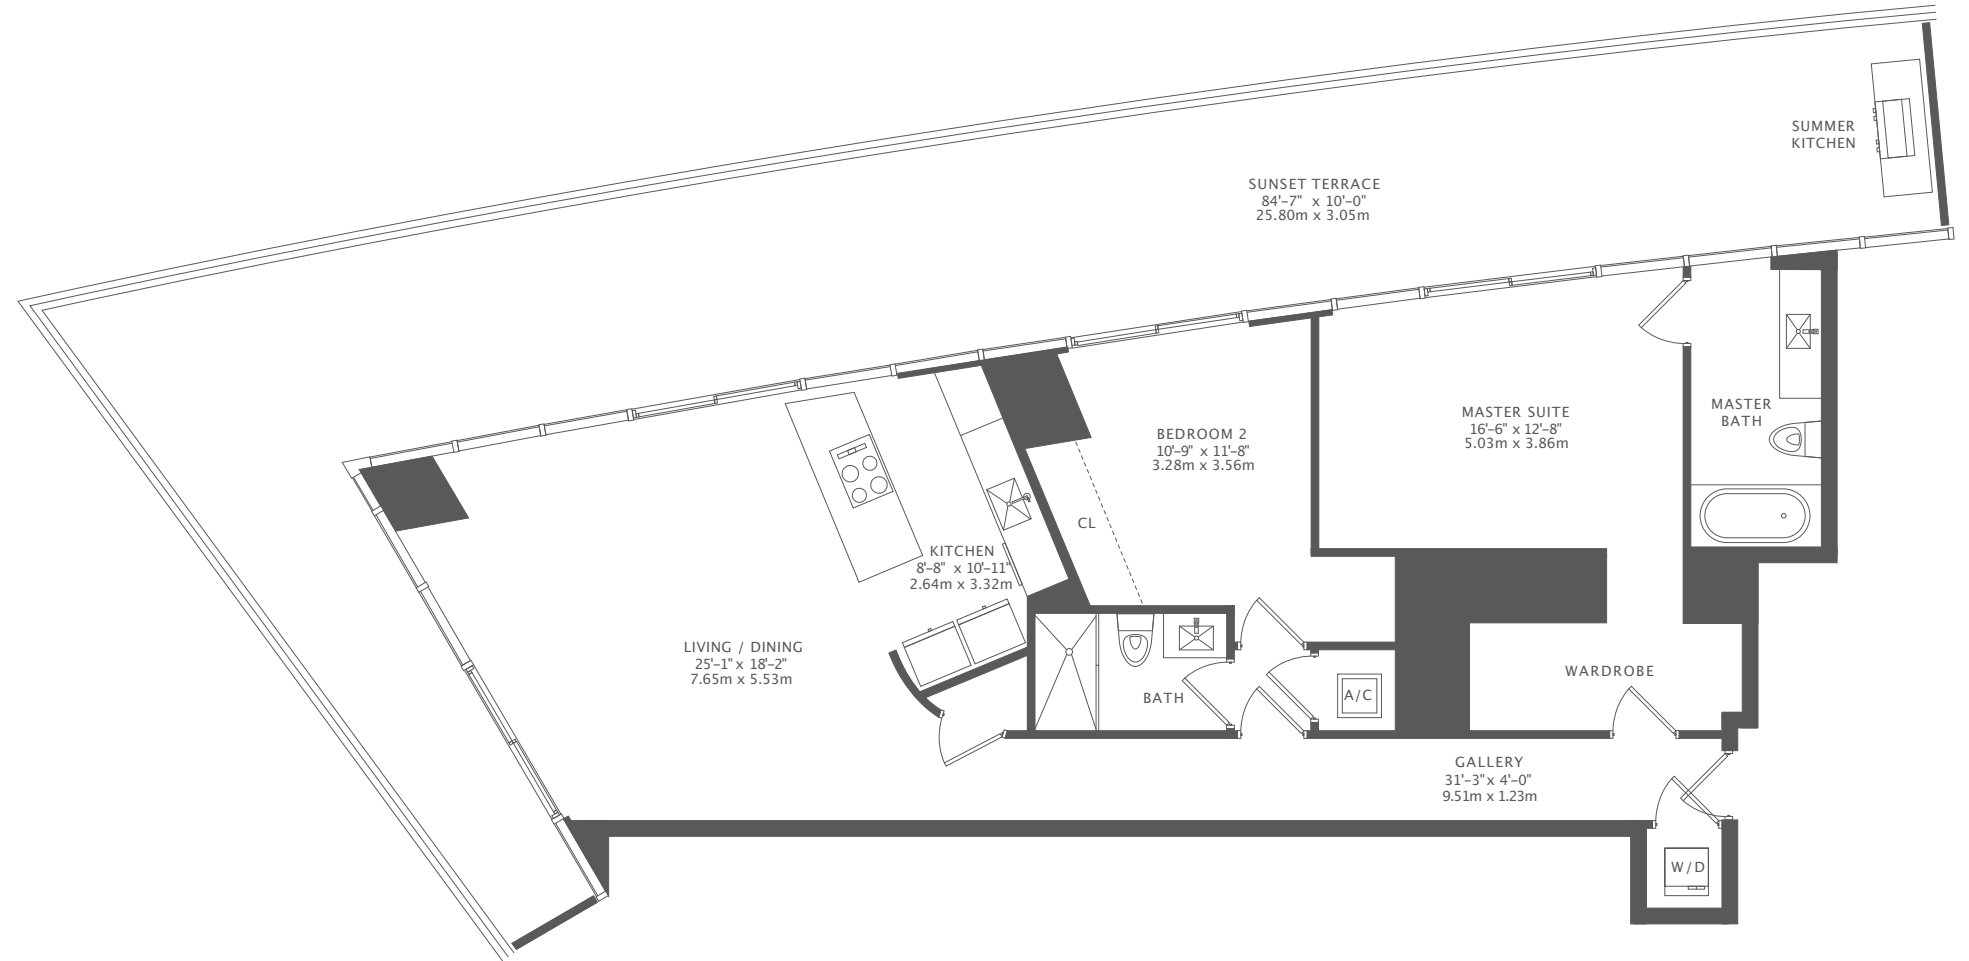 SUMMER
KITCHEN
SUNSET TERRACE
84'-7" x 10'-0"
25.80m x 3.05m
MASTER
BATH
MASTER SUITE
16'-6" x 12'-8"
5.03m x 3.86m
BEDROOM 2
10'-9" x 11'-8"
3.28m x 3.56m
CL
KITCHEN
8'-8" x 10'-11"
2.64m x 3.32m
LIVING / DINING
25'-1" x 18'-2"
7.65m x 5.53m
BATH
A/C
WARDROBE
GALLERY
31'-3" x 4'-0"
9.51m x 1.23m
W/D